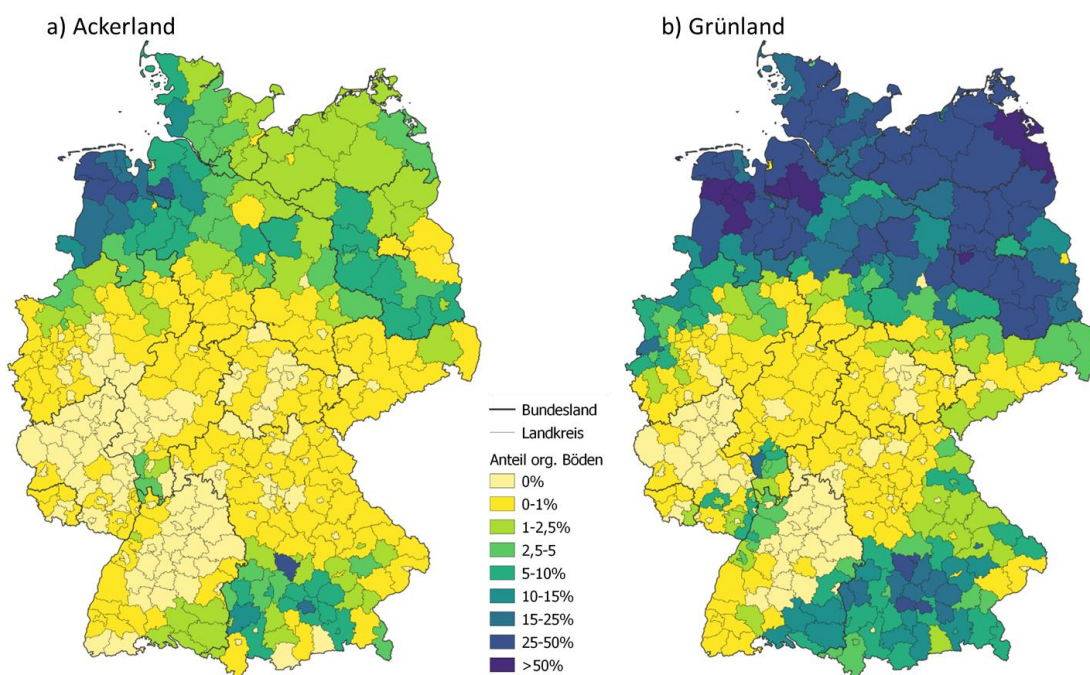 a) Ackerland
b) Grünland
Bundesland
Landkreis
Anteil org. Böden
0%
0-1%
1-2,5%
2,5-5
5-10%
10-15%
15-25%
25-50%
>50%